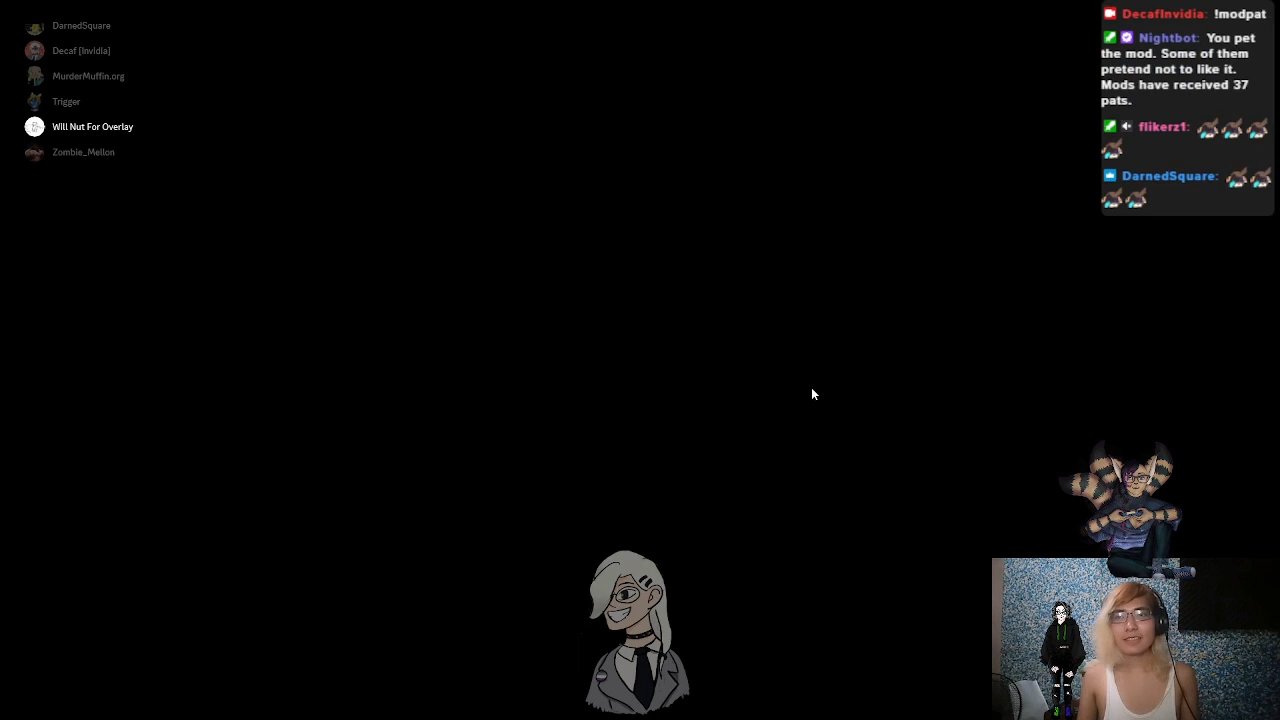 DarnedSquare
Decaf [Invidia]
MurderMuffin.org
Trigger
Will Nut For Overlay
Zombie_Mellon
DecafInvidia: !modpat
Nightbot: You pet
the mod. Some of them
pretend not to like it.
Mods have received 37
pats.
flikerz1:
DarnedSquare: